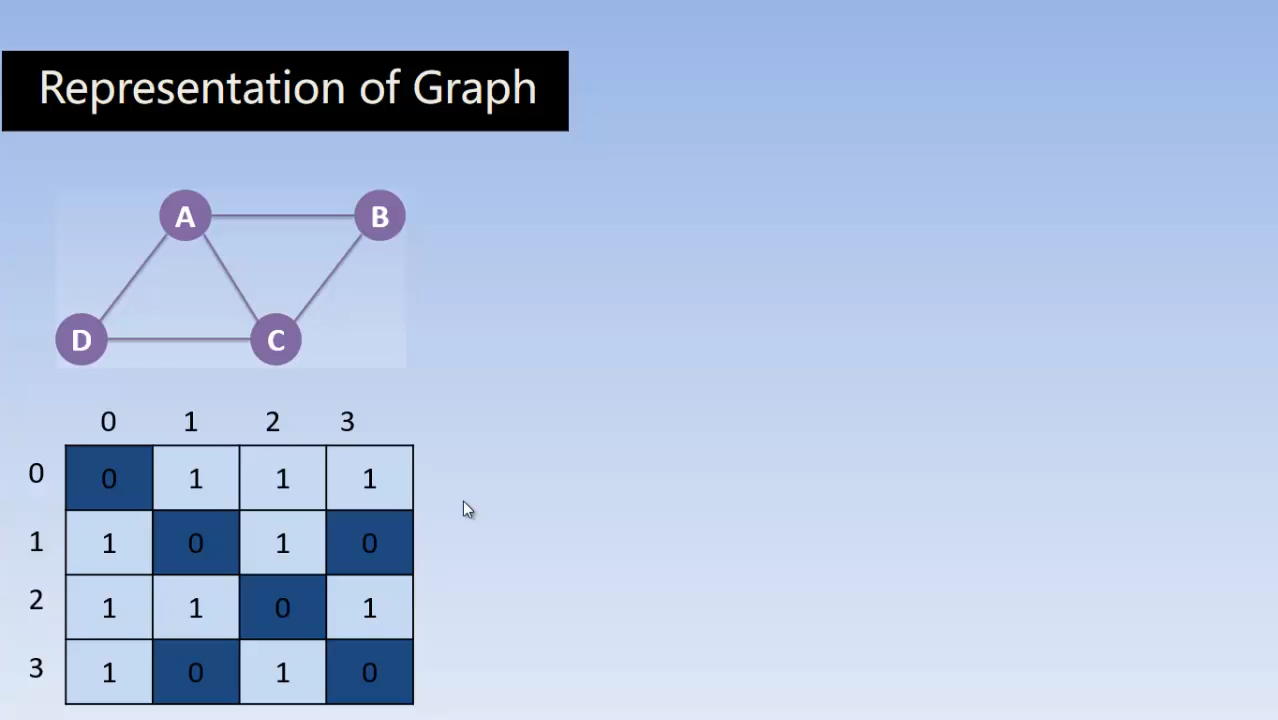 Representation of Graph
A B
D C
0 1 2 3
0 0 1 1 1
1 1 0 1 0
2 1 1 0 1
3 1 0 1 0